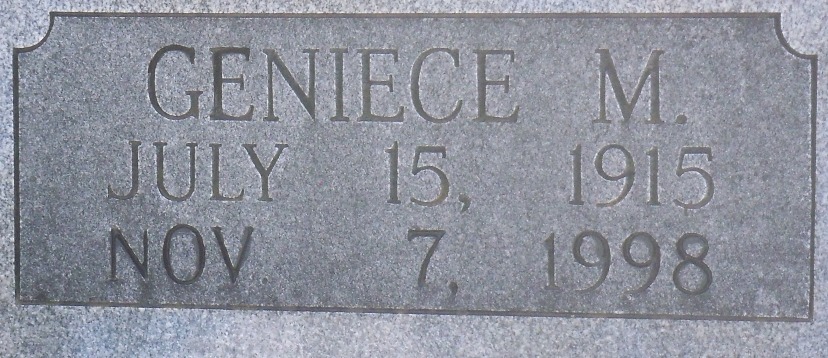 GENIECE M.
JULY 15, 1915
NOV 7, 1998